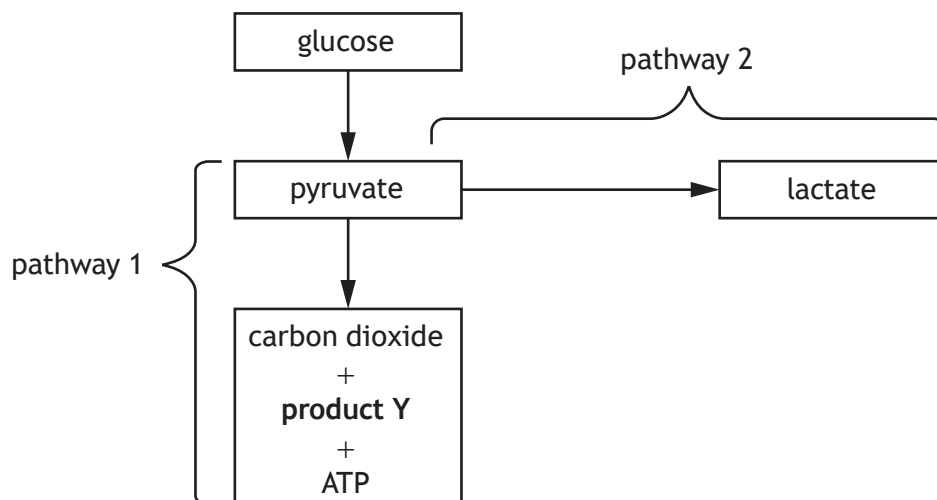 glucose
pathway 2
pyruvate
lactate
pathway 1
carbon dioxide
+
product Y
+
ATP